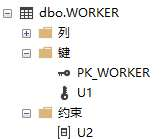 dbo.WORKER
列
键
PK_WORKER
U1
约束
U2